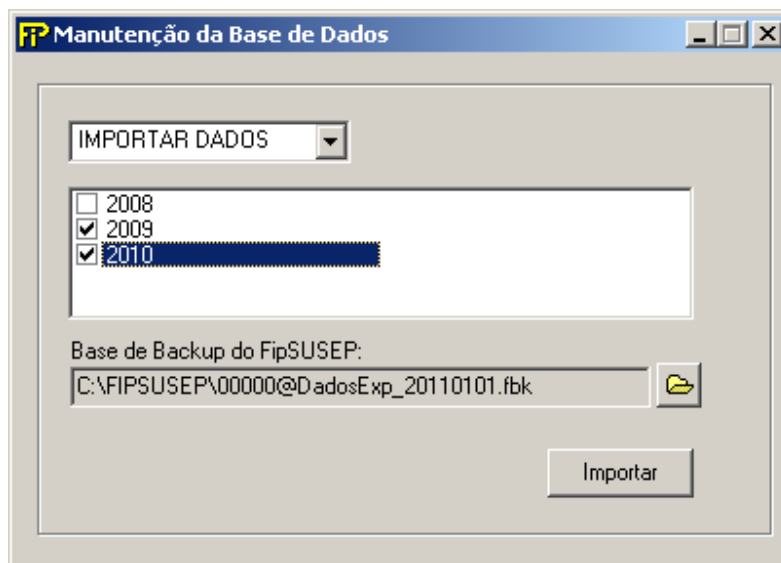 FiP Manutenção da Base de Dados
IMPORTAR DADOS
2008
2009
2010
Base de Backup do FipSUSEP:
C:\FIPSUSEP\00000@DadosExp_20110101.fbk
Importar